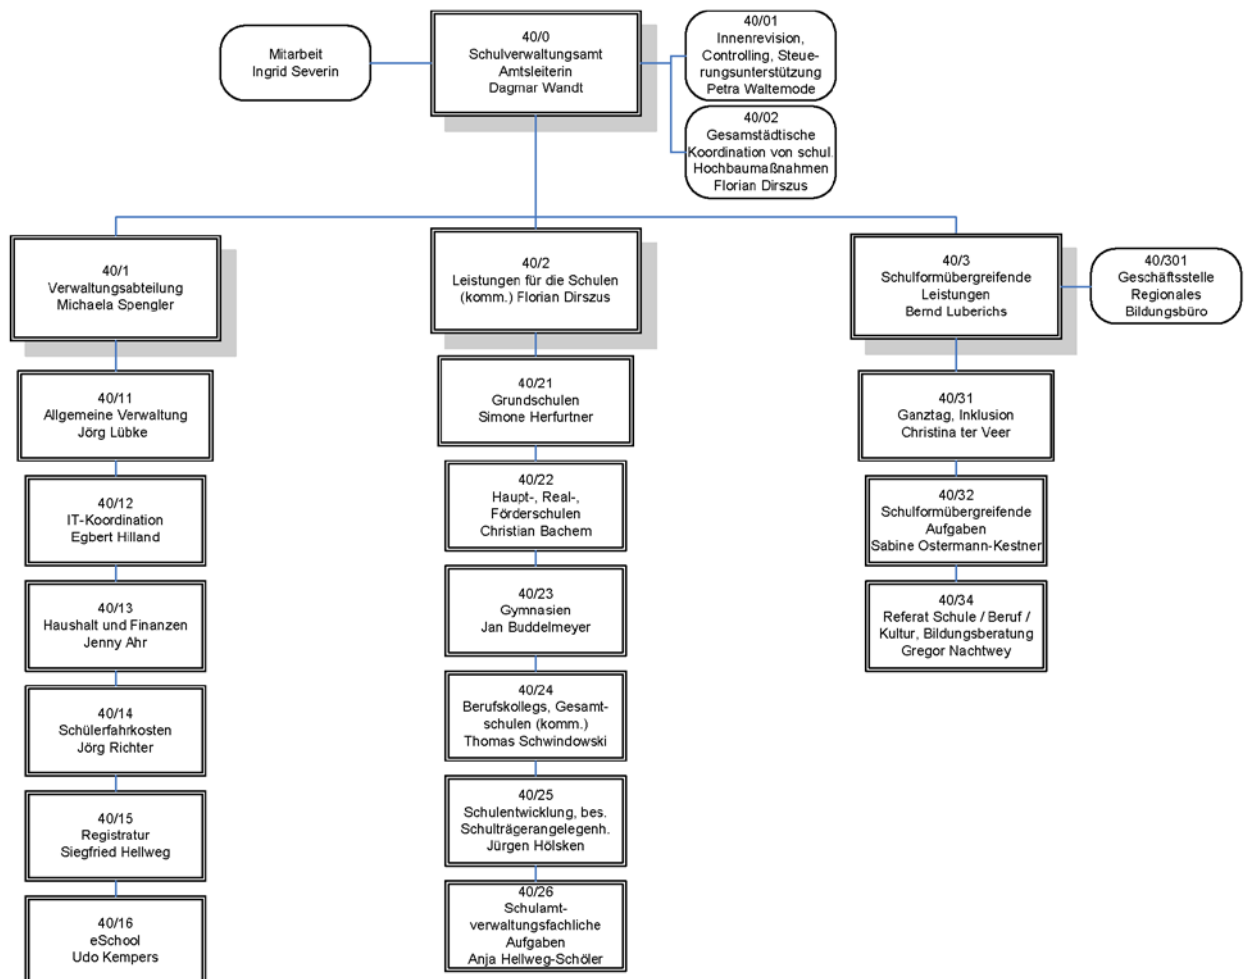 Mitarbeit
Ingrid Severin
40/0
Schulverwaltungsamt
Amtsleiterin
Dagmar Wandt
40/01
Innenrevision,
Controlling, Steue-
rungsunterstützung
Petra Waltemode
40/02
Gesamstädtische
Koordination von schul.
Hochbaumaßnahmen
Florian Dirszus
40/1
Verwaltungsabteilung
Michaela Spengler
40/11
Allgemeine Verwaltung
Jörg Lübke
40/12
IT-Koordination
Egbert Hilland
40/13
Haushalt und Finanzen
Jenny Ahr
40/14
Schülerfahrkosten
Jörg Richter
40/15
Registratur
Siegfried Hellweg
40/16
eSchool
Udo Kempers
40/2
Leistungen für die Schulen
(komm.) Florian Dirszus
40/21
Grundschulen
Simone Herfurtner
40/22
Haupt-, Real-,
Förderschulen
Christian Bachem
40/23
Gymnasien
Jan Buddelmeyer
40/24
Berufskollegs, Gesamt-
schulen (komm.)
Thomas Schwindowski
40/25
Schulentwicklung, bes.
Schulträgerangelegenh.
Jürgen Hölsken
40/26
Schulamt-
verwaltungsfachliche
Aufgaben
Anja Hellweg-Schöler
40/3
Schulformübergreifende
Leistungen
Bernd Luberichs
40/301
Geschäftsstelle
Regionales
Bildungsbüro
40/31
Ganztag, Inklusion
Christina ter Veer
40/32
Schulformübergreifende
Aufgaben
Sabine Ostermann-Kestner
40/34
Referat Schule / Beruf /
Kultur, Bildungsberatung
Gregor Nachtwey